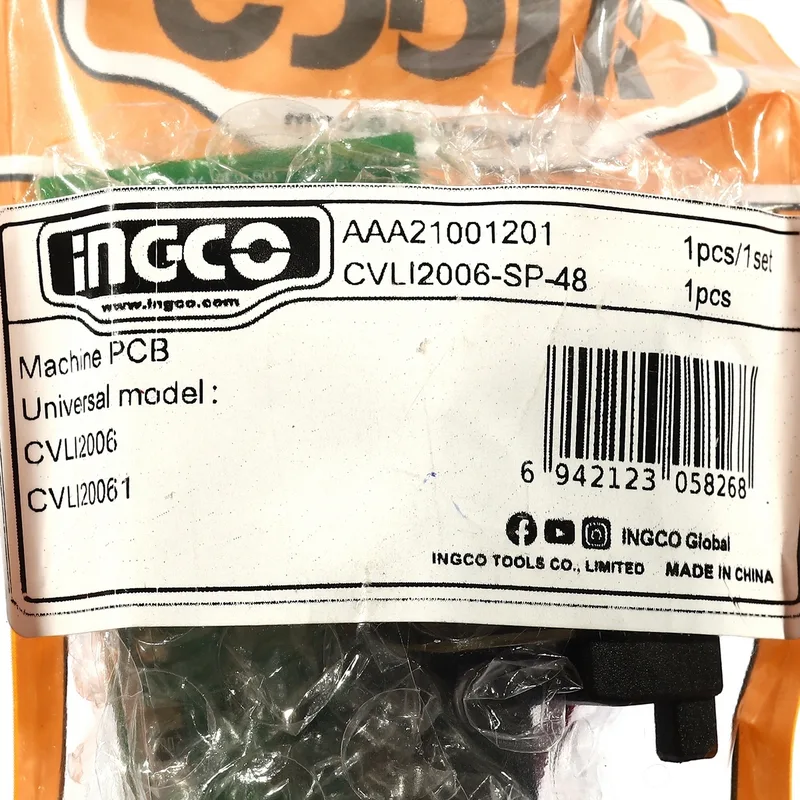 INGCO
www.ingco.com
AAA21001201
CVLI2006-SP-48
1pcs/1set
1pcs
Machine PCB
Universal model :
CVLI2006
CVLI20061
6 942123 058268
INGCO Global
INGCO TOOLS CO., LIMITED MADE IN CHINA